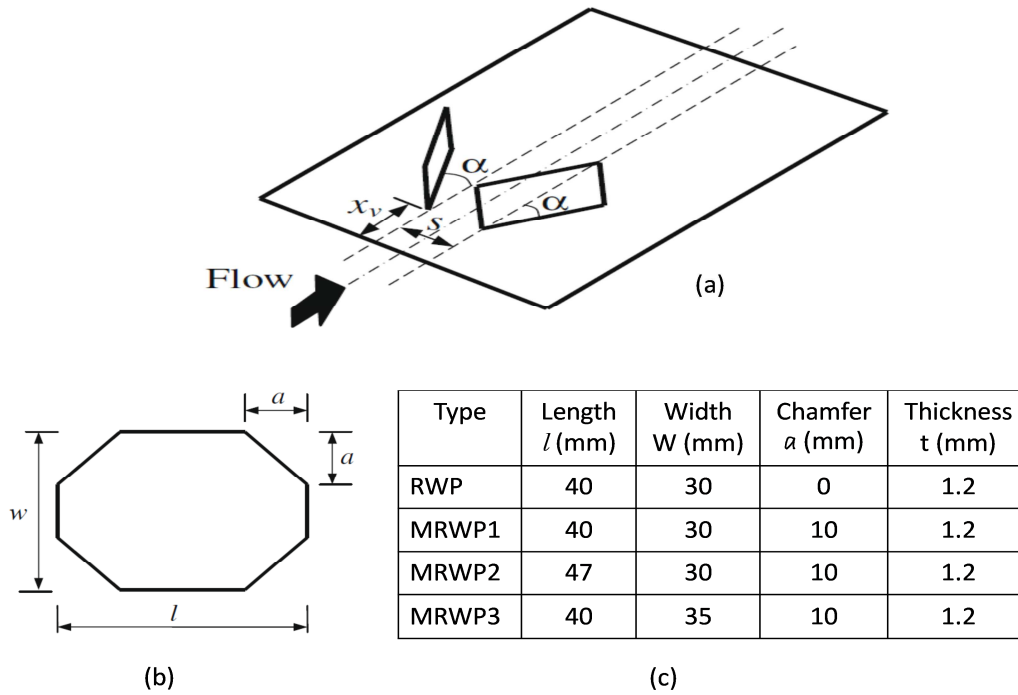 α
α
xᵥ
s
Flow
(a)
a
a
w
l
(b)
Type Length l (mm) Width W (mm) Chamfer a (mm) Thickness t (mm)
RWP 40 30 0 1.2
MRWP1 40 30 10 1.2
MRWP2 47 30 10 1.2
MRWP3 40 35 10 1.2
(c)